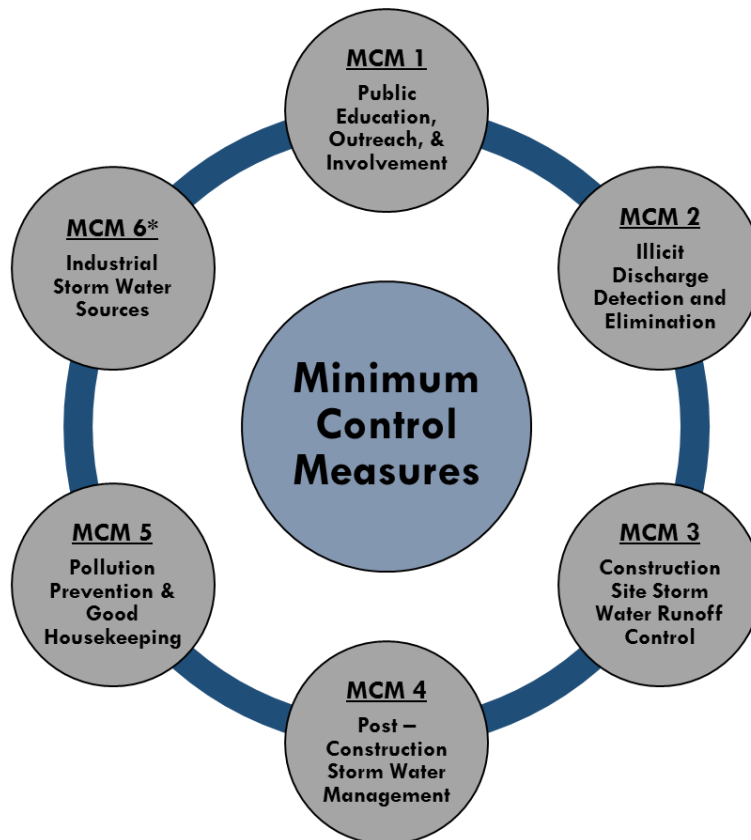 MCM 1
Public
Education,
Outreach, &
Involvement
MCM 2
Illicit
Discharge
Detection and
Elimination
MCM 3
Construction
Site Storm
Water Runoff
Control
MCM 4
Post –
Construction
Storm Water
Management
MCM 5
Pollution
Prevention &
Good
Housekeeping
MCM 6*
Industrial
Storm Water
Sources
Minimum
Control
Measures